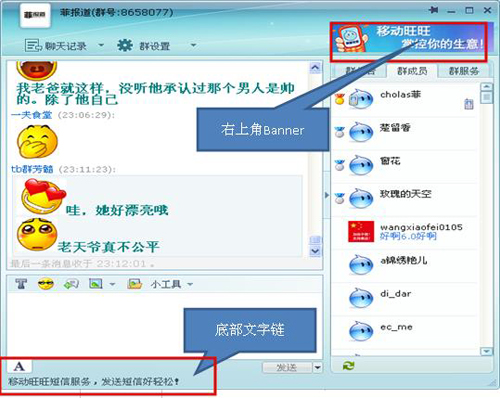 菲报道
菲报道(群号:8658077)
聊天记录
群设置
移动旺旺
掌控你的生意!
群成员
群服务
我老爸就这样，没听他承认过那个男人是帅
的。除了他自己
一夫食堂 (23:06:29):
tb群芳髓 (23:11:23):
哇，她好漂亮哦
老天爷真不公平
最后一条消息收于 23:12:01 。
右上角Banner
cholas菲
楚留香
窗花
玫瑰的天空
wangxiaofei0105
好啊6.0好啊
a锦绣艳儿
di_dar
ec_me
小工具
底部文字链
发送
A
移动旺旺短信服务，发送短信好轻松!